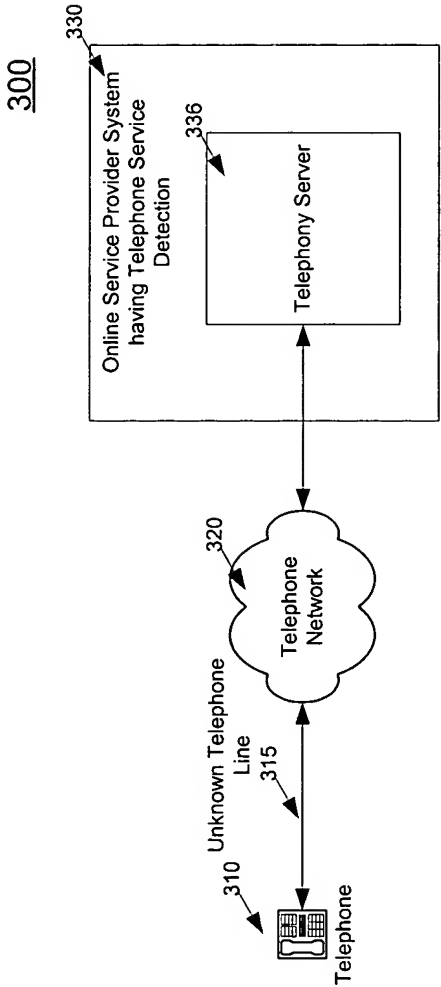 300
330
Online Service Provider System
having Telephone Service
Detection
336
Telephony Server
320
Telephone
Network
Unknown Telephone
Line
315
310
Telephone